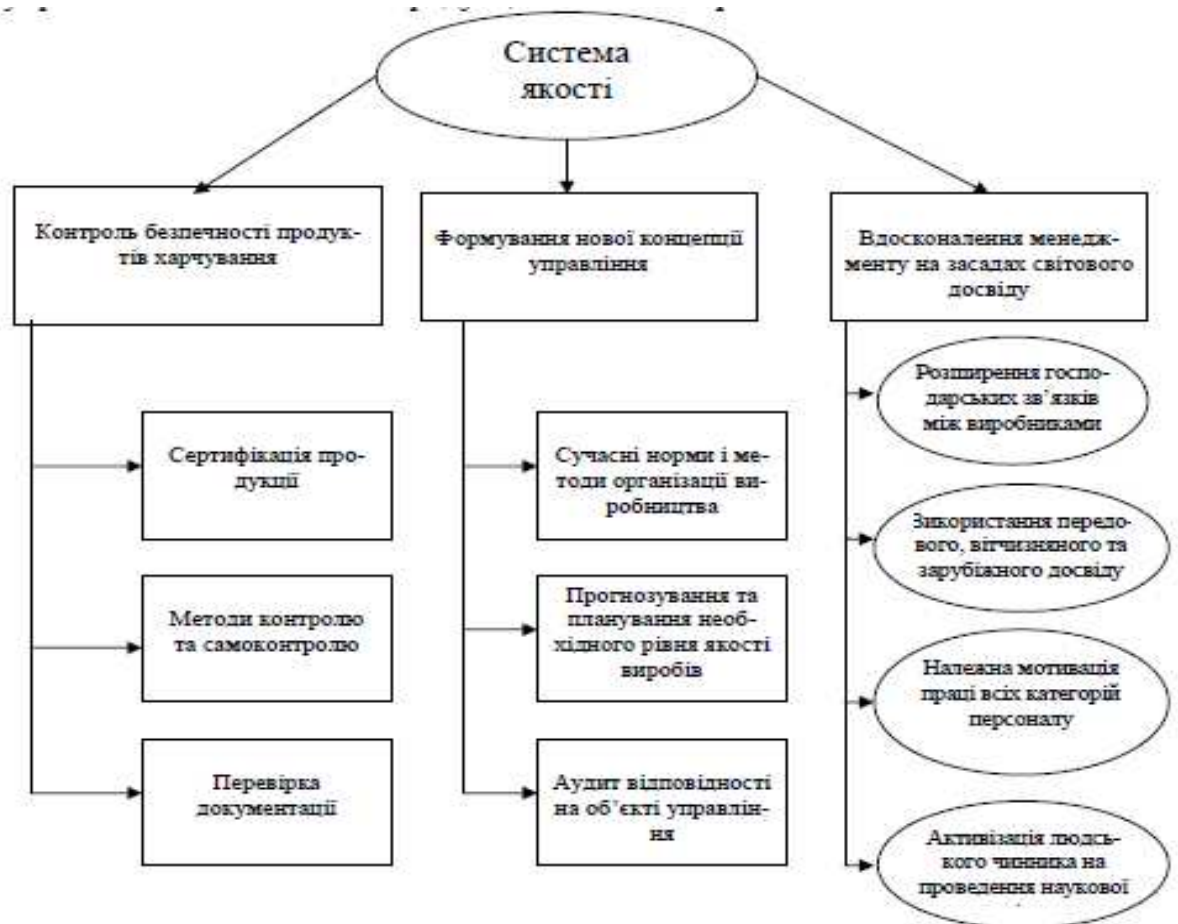 Система
якості
Контроль безпечності продук-
тів харчування
Формування нової концепції
управління
Вдосконалення менедж-
менту на засадах світового
досвіду
Сертифікація про-
дукції
Методи контролю
та самоконтролю
Перевірка
документації
Сучасні норми і ме-
тоди організації ви-
робництва
Прогнозування та
планування необ-
хідного рівня якості
виробів
Аудит відповідності
на об’єкті управлін-
ня
Розширення госпо-
дарських зв’язків
між виробниками
Використання передо-
вого, вітчизняного та
зарубіжного досвіду
Належна мотивація
праці всіх категорій
персоналу
Активізація людсь-
кого чинника на
проведення наукової